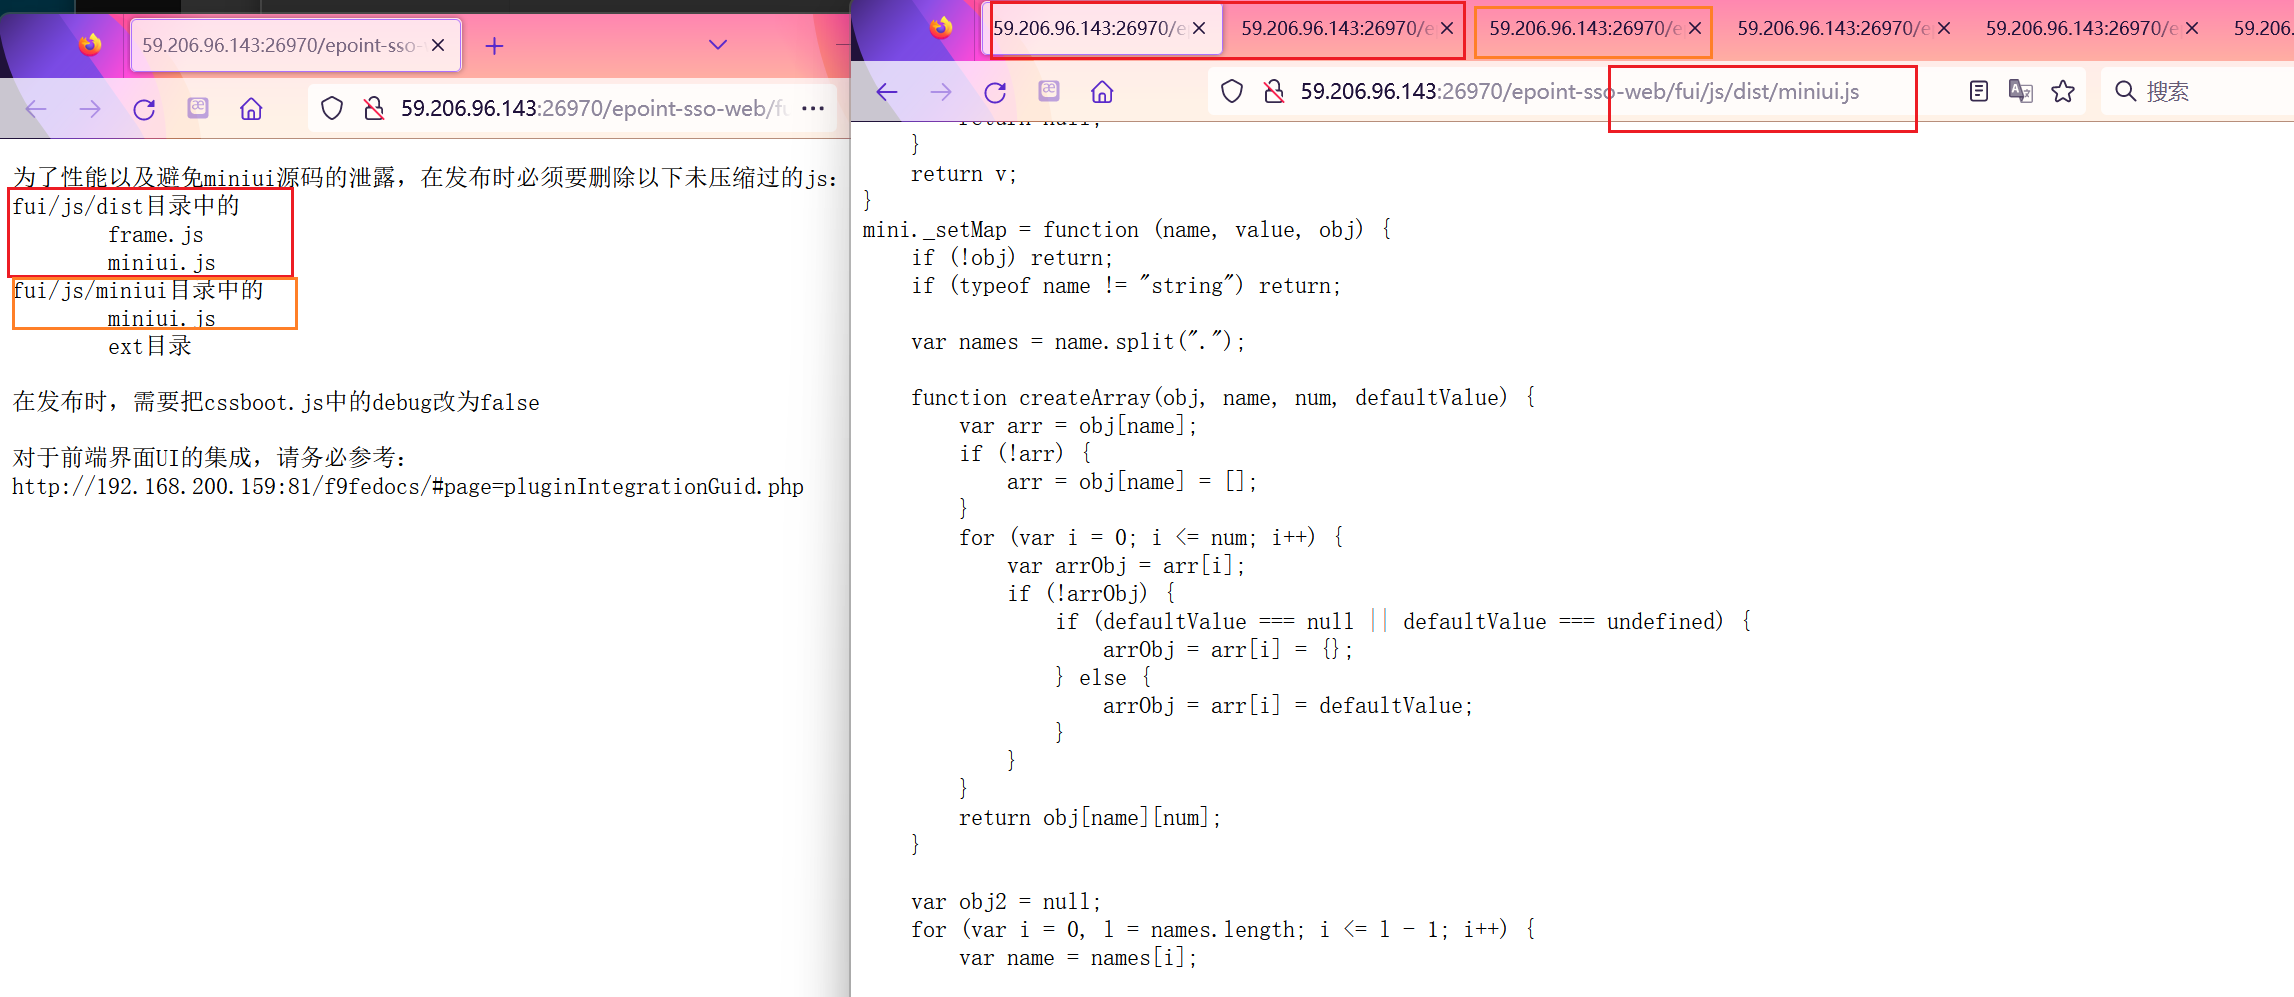 59.206.96.143:26970/epoint-sso-
59.206.96.143:26970/epoint-sso-web/fu
为了性能以及避免miniui源码的泄露，在发布时必须要删除以下未压缩过的js：
fui/js/dist目录中的
frame.js
miniui.js
fui/js/miniui目录中的
miniui.js
ext目录
在发布时，需要把cssboot.js中的debug改为false
对于前端界面UI的集成，请务必参考：
http://192.168.200.159:81/f9fedocs/#page=pluginIntegrationGuid.php
59.206.96.143:26970/e
59.206.96.143:26970/e
59.206.96.143:26970/e
59.206.96.143:26970/e
59.206.96.143:26970/e
59.206.
59.206.96.143:26970/epoint-sso-web/fui/js/dist/miniui.js
搜索
return null;
}
return v;
}
mini._setMap = function (name, value, obj) {
if (!obj) return;
if (typeof name != "string") return;
var names = name.split(".");
function createArray(obj, name, num, defaultValue) {
var arr = obj[name];
if (!arr) {
arr = obj[name] = [];
}
for (var i = 0; i <= num; i++) {
var arrObj = arr[i];
if (!arrObj) {
if (defaultValue === null || defaultValue === undefined) {
arrObj = arr[i] = {};
} else {
arrObj = arr[i] = defaultValue;
}
}
}
return obj[name][num];
}
var obj2 = null;
for (var i = 0, l = names.length; i <= l - 1; i++) {
var name = names[i];